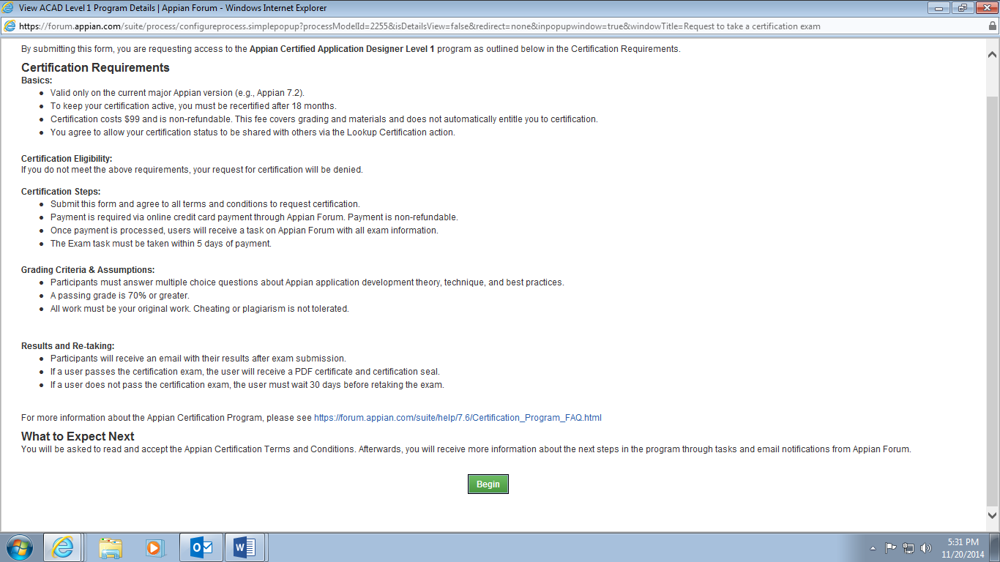 View ACAD Level 1 Program Details | Appian Forum - Windows Internet Explorer
https://forum.appian.com/suite/process/configureprocess.simplepopup?processModelId=2255&isDetailsView=false&redirect=none&inpopupwindow=true&windowTitle=Request to take a certification exam
By submitting this form, you are requesting access to the Appian Certified Application Designer Level 1 program as outlined below in the Certification Requirements.
Certification Requirements
Basics:
• Valid only on the current major Appian version (e.g., Appian 7.2).
• To keep your certification active, you must be recertified after 18 months.
• Certification costs $99 and is non-refundable. This fee covers grading and materials and does not automatically entitle you to certification.
• You agree to allow your certification status to be shared with others via the Lookup Certification action.
Certification Eligibility:
If you do not meet the above requirements, your request for certification will be denied.
Certification Steps:
• Submit this form and agree to all terms and conditions to request certification.
• Payment is required via online credit card payment through Appian Forum. Payment is non-refundable.
• Once payment is processed, users will receive a task on Appian Forum with all exam information.
• The Exam task must be taken within 5 days of payment.
Grading Criteria & Assumptions:
• Participants must answer multiple choice questions about Appian application development theory, technique, and best practices.
• A passing grade is 70% or greater.
• All work must be your original work. Cheating or plagiarism is not tolerated.
Results and Re-taking:
• Participants will receive an email with their results after exam submission.
• If a user passes the certification exam, the user will receive a PDF certificate and certification seal.
• If a user does not pass the certification exam, the user must wait 30 days before retaking the exam.
For more information about the Appian Certification Program, please see https://forum.appian.com/suite/help/7.6/Certification_Program_FAQ.html
What to Expect Next
You will be asked to read and accept the Appian Certification Terms and Conditions. Afterwards, you will receive more information about the next steps in the program through tasks and email notifications from Appian Forum.
Begin
5:31 PM
11/20/2014